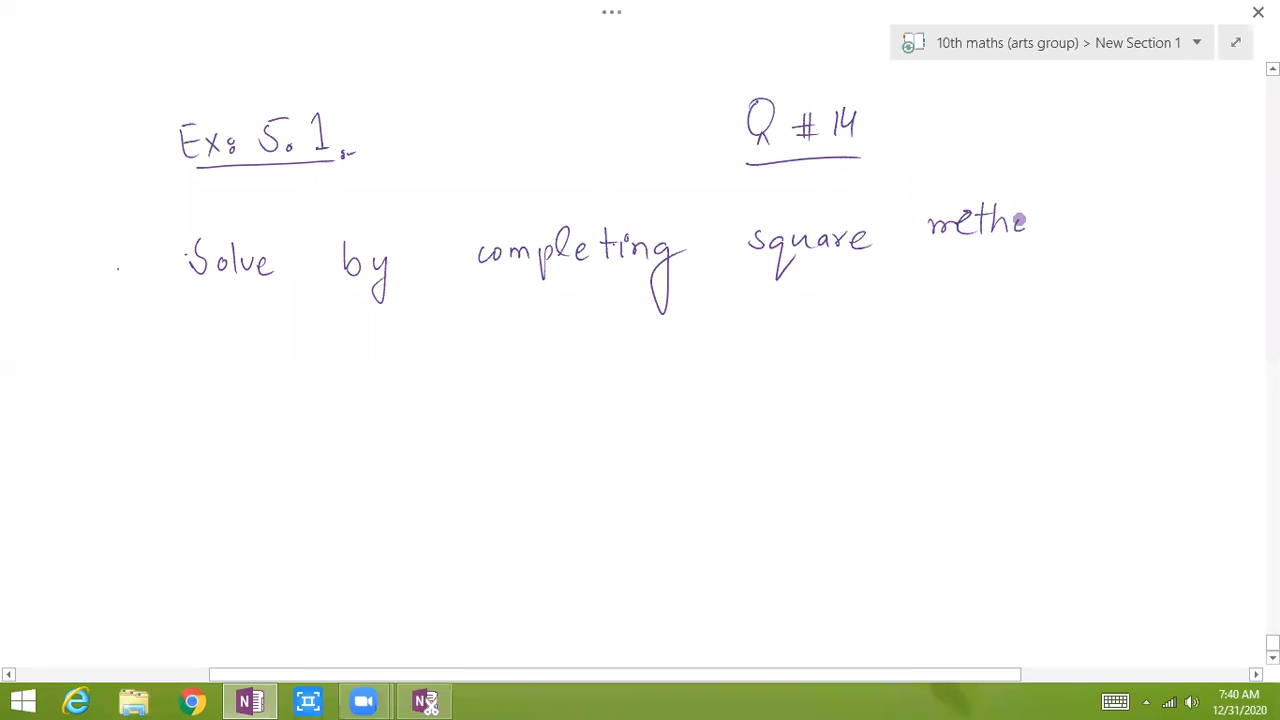 10th maths (arts group) > New Section 1
Ex: 5.1.
Q # 14
Solve by completing square metho
7:40 AM
12/31/2020